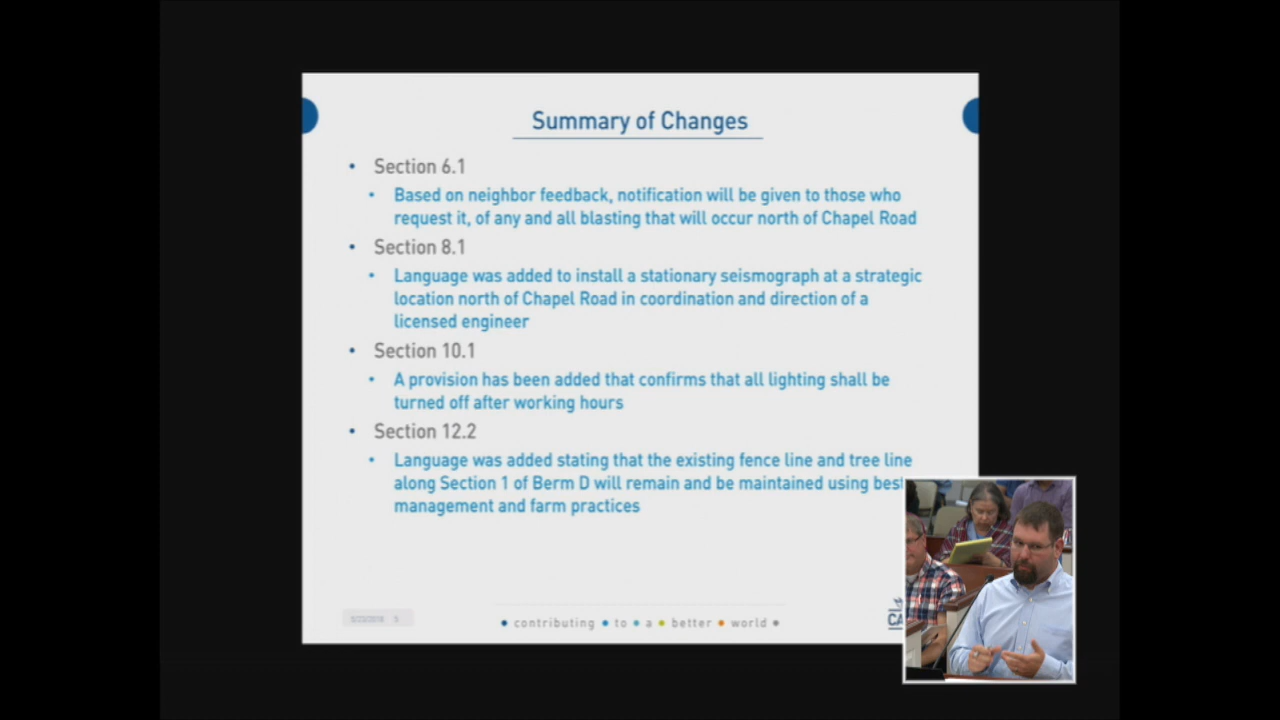 Summary of Changes
• Section 6.1
• Based on neighbor feedback, notification will be given to those who
request it, of any and all blasting that will occur north of Chapel Road
• Section 8.1
• Language was added to install a stationary seismograph at a strategic
location north of Chapel Road in coordination and direction of a
licensed engineer
• Section 10.1
• A provision has been added that confirms that all lighting shall be
turned off after working hours
• Section 12.2
• Language was added stating that the existing fence line and tree line
along Section 1 of Berm D will remain and be maintained using best
management and farm practices
• contributing • to • a • better • world •